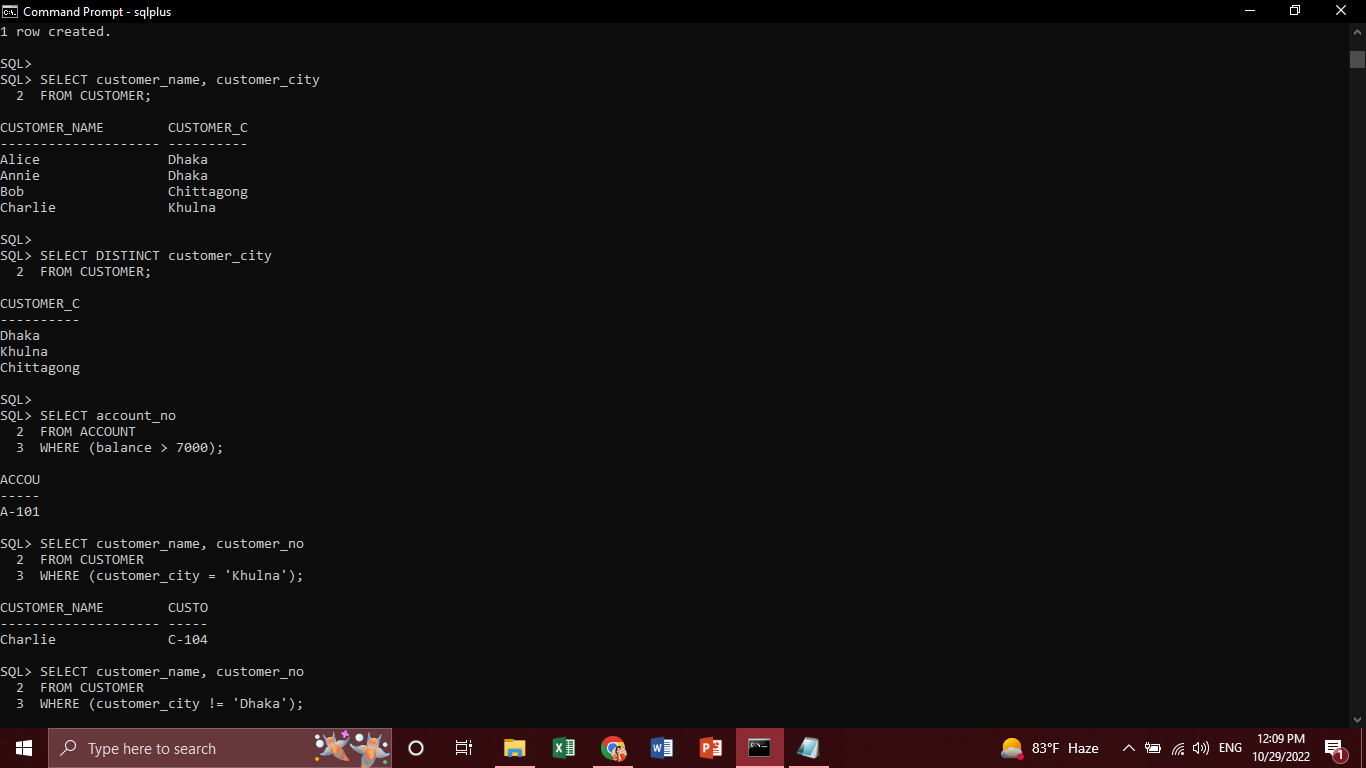 Command Prompt - sqlplus
1 row created.
SQL>
SQL> SELECT customer_name, customer_city
  2  FROM CUSTOMER;
CUSTOMER_NAME        CUSTOMER_C
-------------------- ----------
Alice                Dhaka
Annie                Dhaka
Bob                  Chittagong
Charlie              Khulna
SQL>
SQL> SELECT DISTINCT customer_city
  2  FROM CUSTOMER;
CUSTOMER_C
----------
Dhaka
Khulna
Chittagong
SQL>
SQL> SELECT account_no
  2  FROM ACCOUNT
  3  WHERE (balance > 7000);
ACCOU
-----
A-101
SQL> SELECT customer_name, customer_no
  2  FROM CUSTOMER
  3  WHERE (customer_city = 'Khulna');
CUSTOMER_NAME        CUSTO
-------------------- -----
Charlie              C-104
SQL> SELECT customer_name, customer_no
  2  FROM CUSTOMER
  3  WHERE (customer_city != 'Dhaka');
Type here to search
83°F Haze
ENG
12:09 PM
10/29/2022
1